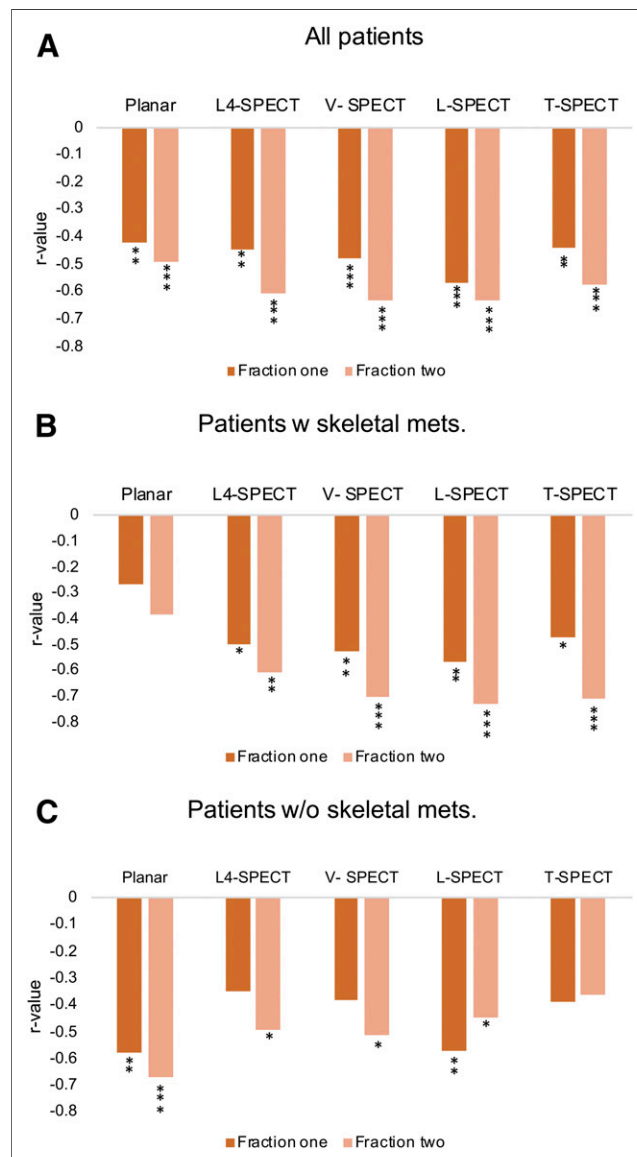 A
All patients
Planar L4-SPECT V- SPECT L-SPECT T-SPECT
0
-0.1
-0.2
-0.3
-0.4
-0.5
-0.6
-0.7
-0.8
r-value
** *** ** *** *** *** *** *** ** ***
Fraction one Fraction two
B
Patients w skeletal mets.
Planar L4-SPECT V- SPECT L-SPECT T-SPECT
0
-0.1
-0.2
-0.3
-0.4
-0.5
-0.6
-0.7
-0.8
r-value
* ** ** *** ** *** * ***
Fraction one Fraction two
C
Patients w/o skeletal mets.
Planar L4-SPECT V- SPECT L-SPECT T-SPECT
0
-0.1
-0.2
-0.3
-0.4
-0.5
-0.6
-0.7
-0.8
r-value
** *** * * ** *
Fraction one Fraction two